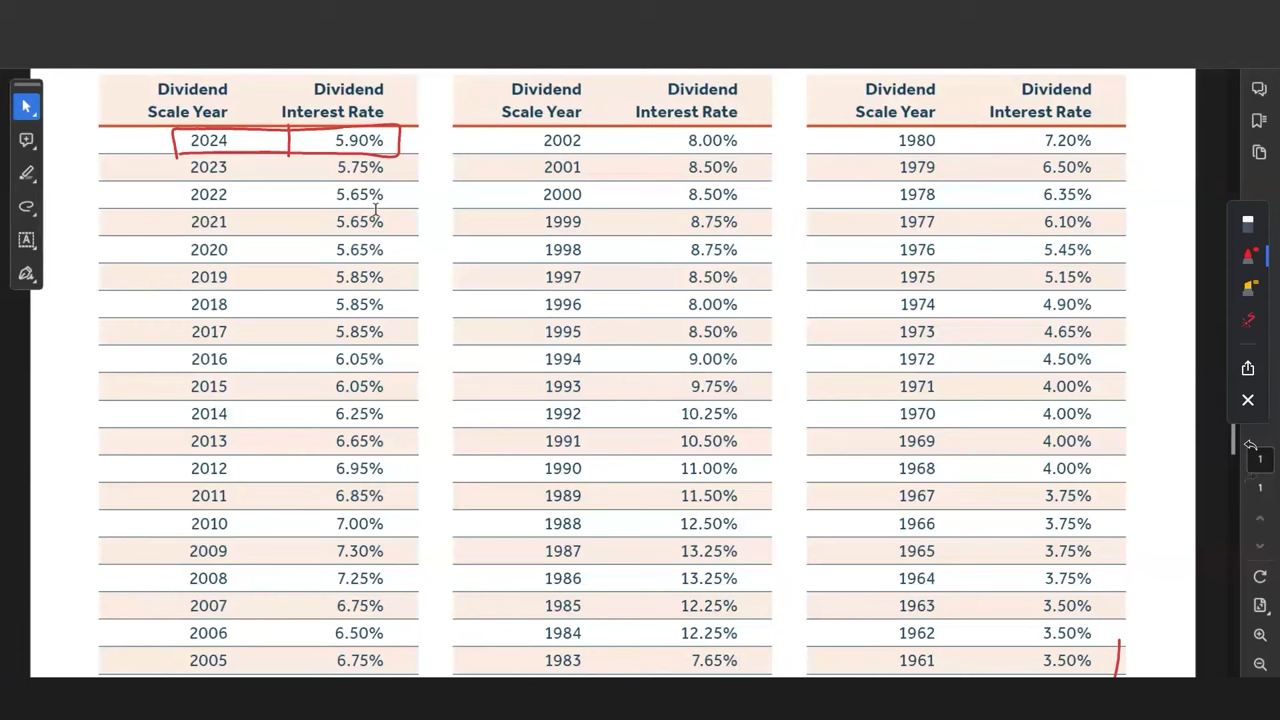 Dividend Dividend Dividend Dividend Dividend Dividend
Scale Year Interest Rate Scale Year Interest Rate Scale Year Interest Rate
2024 5.90% 2002 8.00% 1980 7.20%
2023 5.75% 2001 8.50% 1979 6.50%
2022 5.65% 2000 8.50% 1978 6.35%
2021 5.65% 1999 8.75% 1977 6.10%
2020 5.65% 1998 8.75% 1976 5.45%
2019 5.85% 1997 8.50% 1975 5.15%
2018 5.85% 1996 8.00% 1974 4.90%
2017 5.85% 1995 8.50% 1973 4.65%
2016 6.05% 1994 9.00% 1972 4.50%
2015 6.05% 1993 9.75% 1971 4.00%
2014 6.25% 1992 10.25% 1970 4.00%
2013 6.65% 1991 10.50% 1969 4.00%
2012 6.95% 1990 11.00% 1968 4.00%
2011 6.85% 1989 11.50% 1967 3.75%
2010 7.00% 1988 12.50% 1966 3.75%
2009 7.30% 1987 13.25% 1965 3.75%
2008 7.25% 1986 13.25% 1964 3.75%
2007 6.75% 1985 12.25% 1963 3.50%
2006 6.50% 1984 12.25% 1962 3.50%
2005 6.75% 1983 7.65% 1961 3.50%
1
1